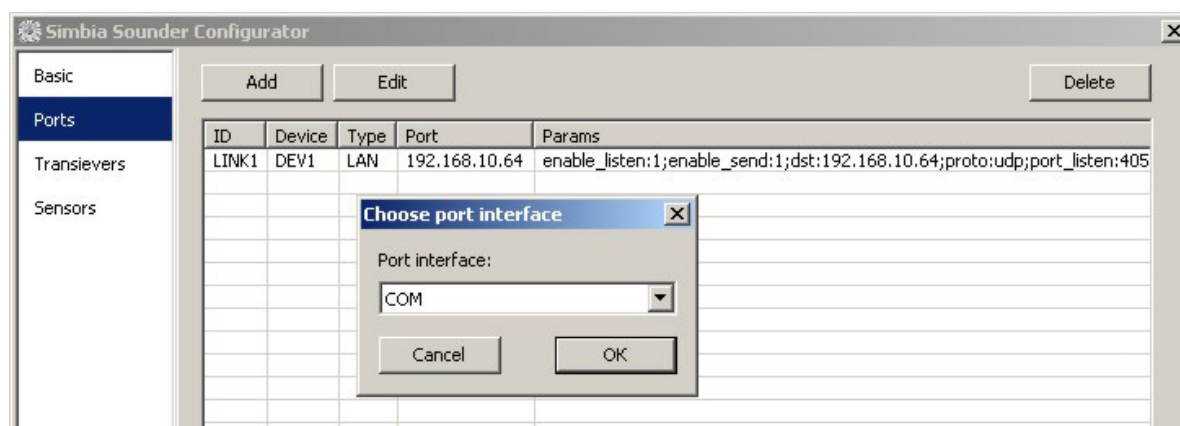 Simbia Sounder Configurator
Basic
Ports
Transievers
Sensors
Add Edit Delete
ID Device Type Port Params
LINK1 DEV1 LAN 192.168.10.64 enable_listen:1;enable_send:1;dst:192.168.10.64;proto:udp;port_listen:405
Choose port interface
Port interface:
COM
Cancel OK